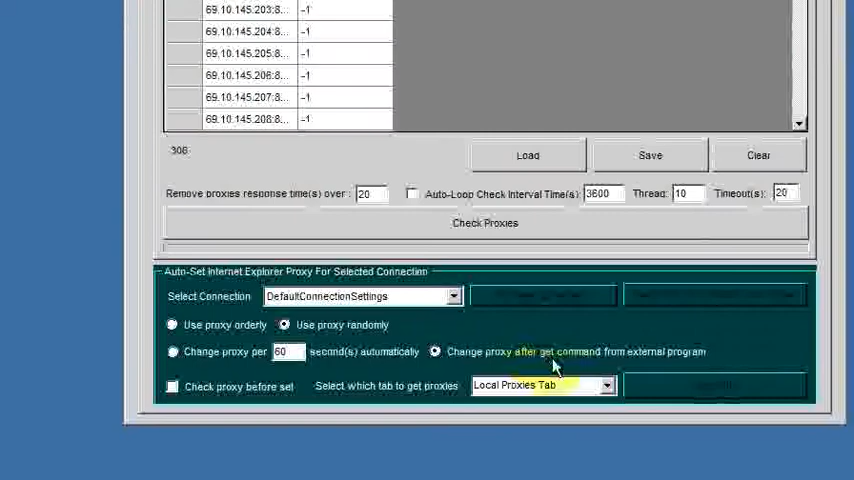 69.10.145.203:8... -1
69.10.145.204:8... -1
69.10.145.205:8... -1
69.10.145.206:8... -1
69.10.145.207:8... -1
69.10.145.208:8... -1
306 Load Save Clear
Remove proxies response time(s) over : 20 Auto-Loop Check Interval Time(s): 3600 Thread: 10 Timeout(s): 20
Check Proxies
Auto-Set Internet Explorer Proxy For Selected Connection
Select Connection DefaultConnectionSettings
Use proxy orderly Use proxy randomly
Change proxy per 60 second(s) automatically Change proxy after get command from external program
Check proxy before set Select which tab to get proxies Local Proxies Tab